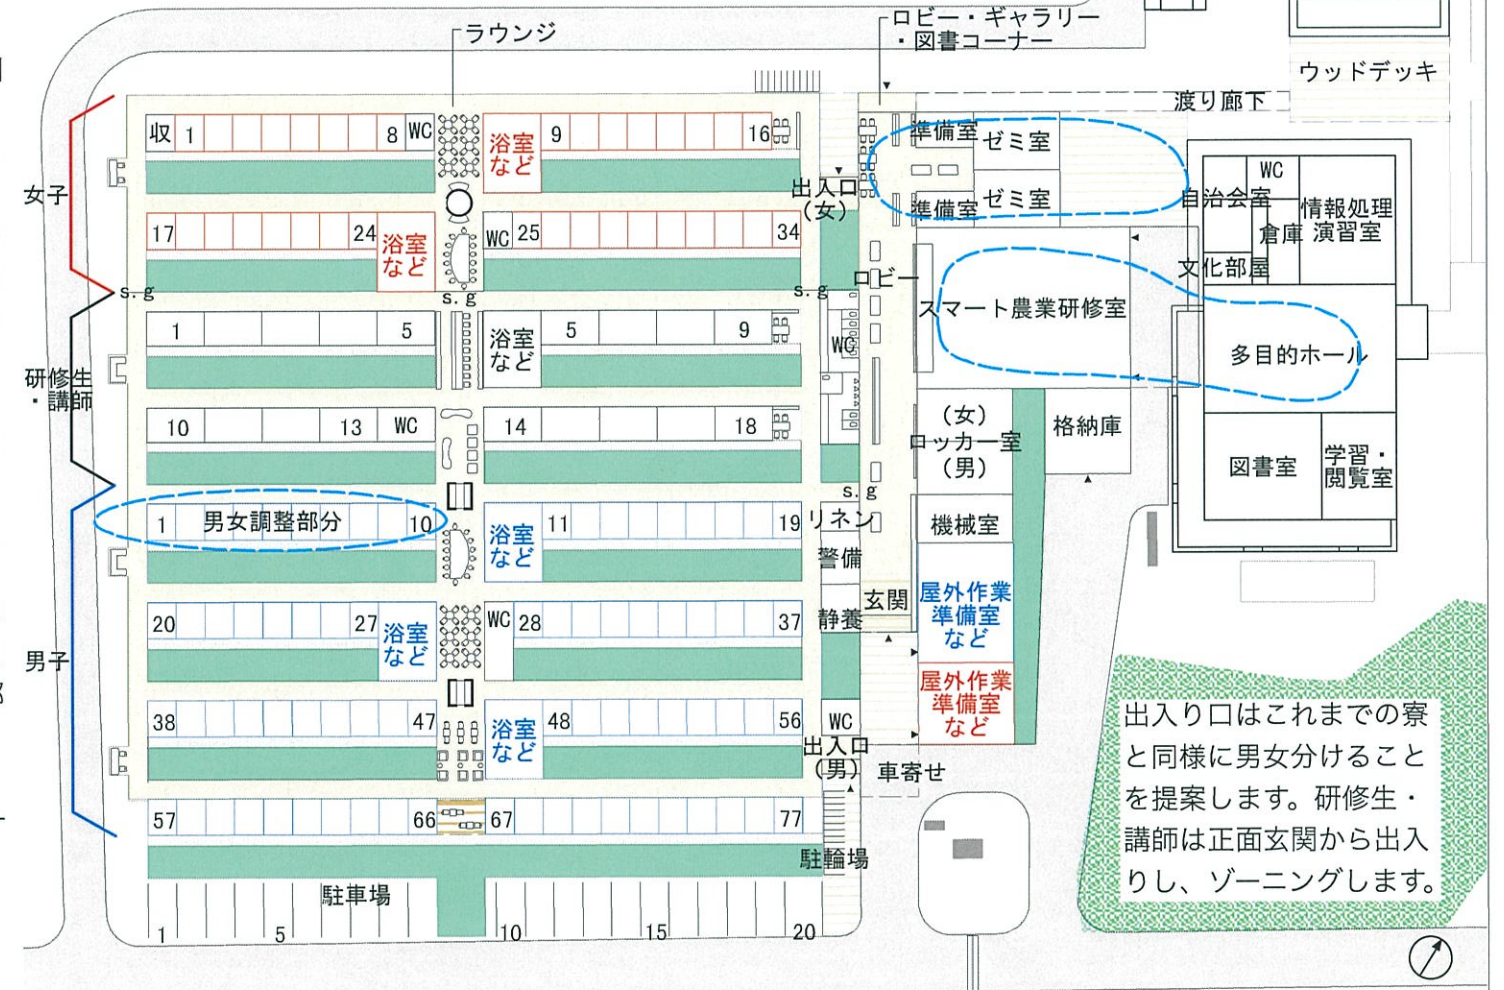 ラウンジ
ロビー・ギャラリー
・図書コーナー
ウッドデッキ
渡り廊下
収 1 8 WC
浴室
など
9 16
準備室
ゼミ室
女子
出入口
（女）
準備室
ゼミ室
WC
自治会室
倉庫
情報処理
演習室
文化部屋
17 24
浴室
など
WC 25 34
s.g
s.g
s.g
ロビー
スマート農業研修室
多目的ホール
1 5
浴室
など
5 9
WC
研修生
・講師
10 13 WC
14 18
（女）
ロッカー室
（男）
格納庫
図書室
学習・
閲覧室
s.g
1 男女調整部分 10
浴室
など
11 19
リネン
機械室
警備
玄関
静養
屋外作業
準備室
など
20 27
浴室
など
WC 28 37
男子
屋外作業
準備室
など
38 47
浴室
など
48 56
WC
出入口
（男）
車寄せ
57 66 67 77
駐輪場
駐車場
1 5 10 15 20
出入り口はこれまでの寮
と同様に男女分けること
を提案します。研修生・
講師は正面玄関から出入
りし、ゾーニングします。